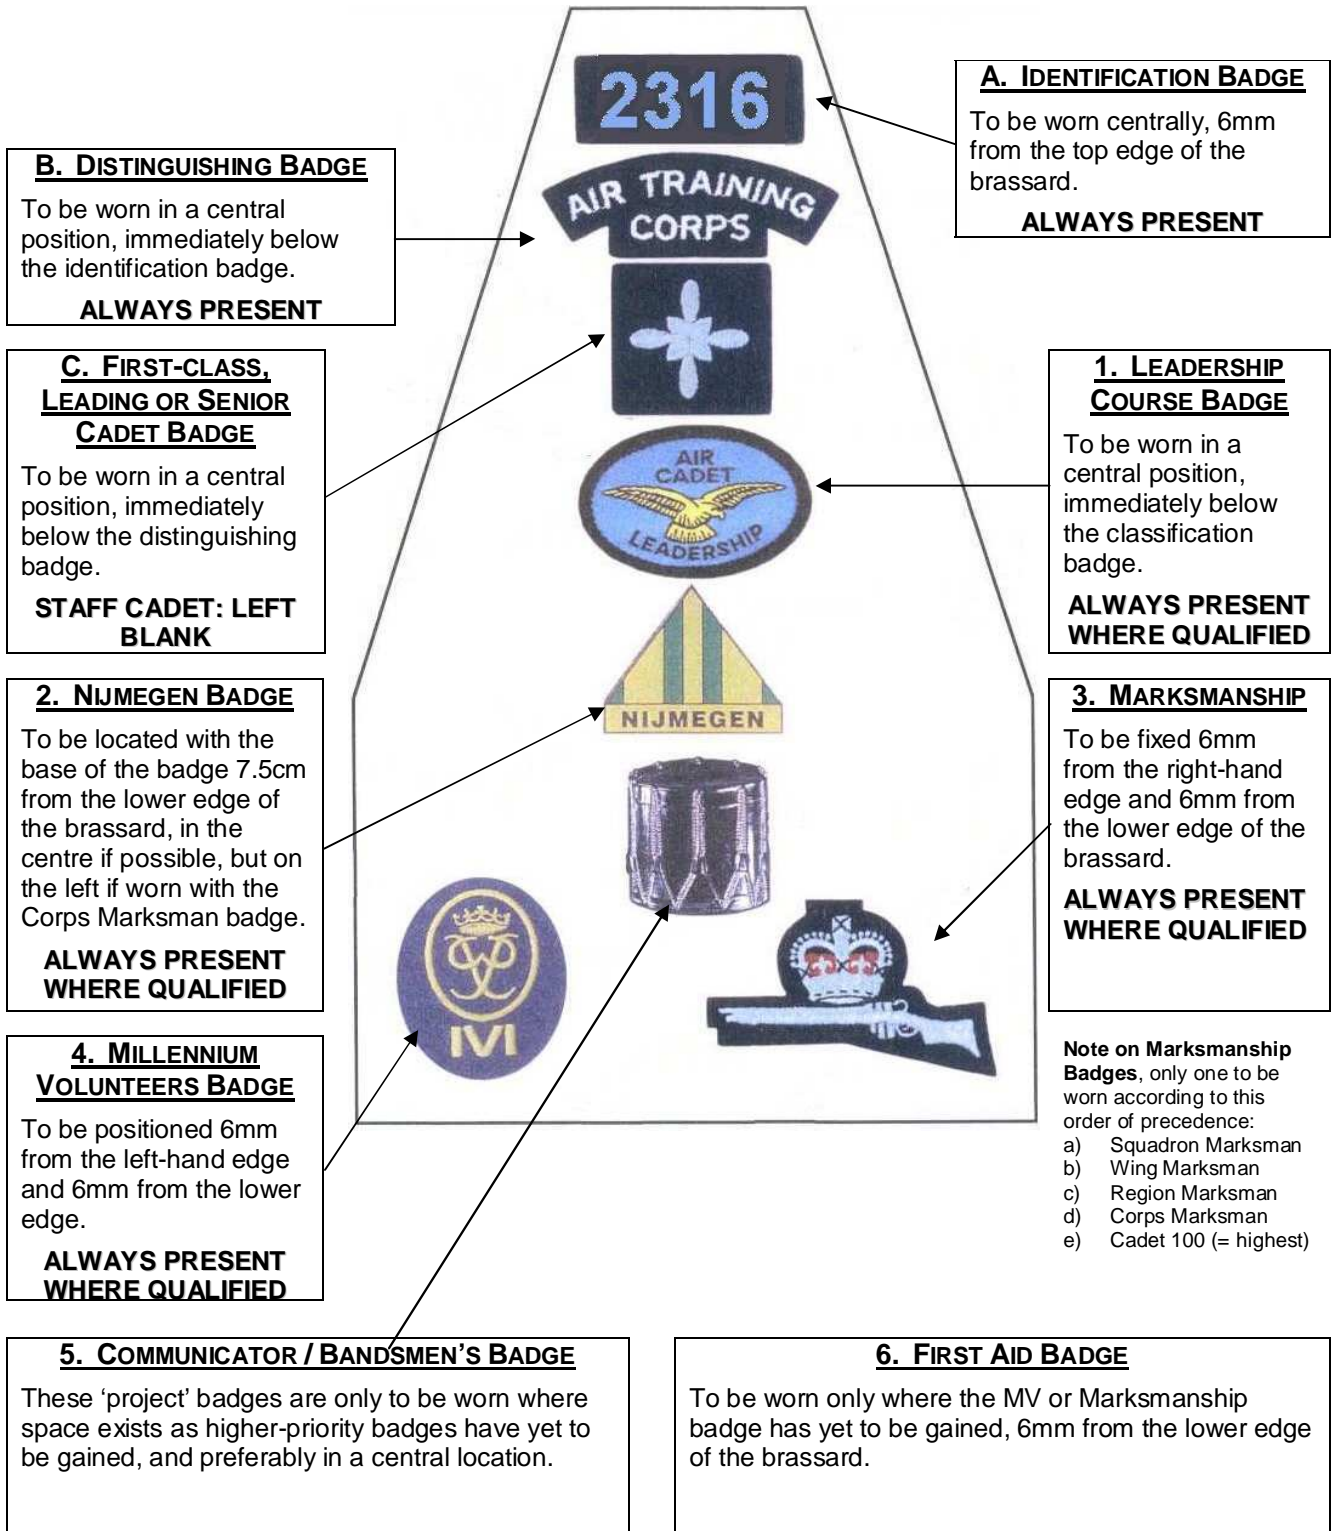 2316
AIR TRAINING
CORPS
AIR
CADET
LEADERSHIP
NIJMEGEN
IVI
A. IDENTIFICATION BADGE
To be worn centrally, 6mm
from the top edge of the
brassard.
ALWAYS PRESENT
B. DISTINGUISHING BADGE
To be worn in a central
position, immediately below
the identification badge.
ALWAYS PRESENT
C. FIRST-CLASS,
LEADING OR SENIOR
CADET BADGE
To be worn in a central
position, immediately
below the distinguishing
badge.
STAFF CADET: LEFT
BLANK
1. LEADERSHIP
COURSE BADGE
To be worn in a
central position,
immediately below
the classification
badge.
ALWAYS PRESENT
WHERE QUALIFIED
2. NIJMEGEN BADGE
To be located with the
base of the badge 7.5cm
from the lower edge of
the brassard, in the
centre if possible, but on
the left if worn with the
Corps Marksman badge.
ALWAYS PRESENT
WHERE QUALIFIED
3. MARKSMANSHIP
To be fixed 6mm
from the right-hand
edge and 6mm from
the lower edge of the
brassard.
ALWAYS PRESENT
WHERE QUALIFIED
4. MILLENNIUM
VOLUNTEERS BADGE
To be positioned 6mm
from the left-hand edge
and 6mm from the lower
edge.
ALWAYS PRESENT
WHERE QUALIFIED
Note on Marksmanship
Badges, only one to be
worn according to this
order of precedence:
a) Squadron Marksman
b) Wing Marksman
c) Region Marksman
d) Corps Marksman
e) Cadet 100 (= highest)
5. COMMUNICATOR / BANDSMEN'S BADGE
These ‘project’ badges are only to be worn where
space exists as higher-priority badges have yet to
be gained, and preferably in a central location.
6. FIRST AID BADGE
To be worn only where the MV or Marksmanship
badge has yet to be gained, 6mm from the lower edge
of the brassard.